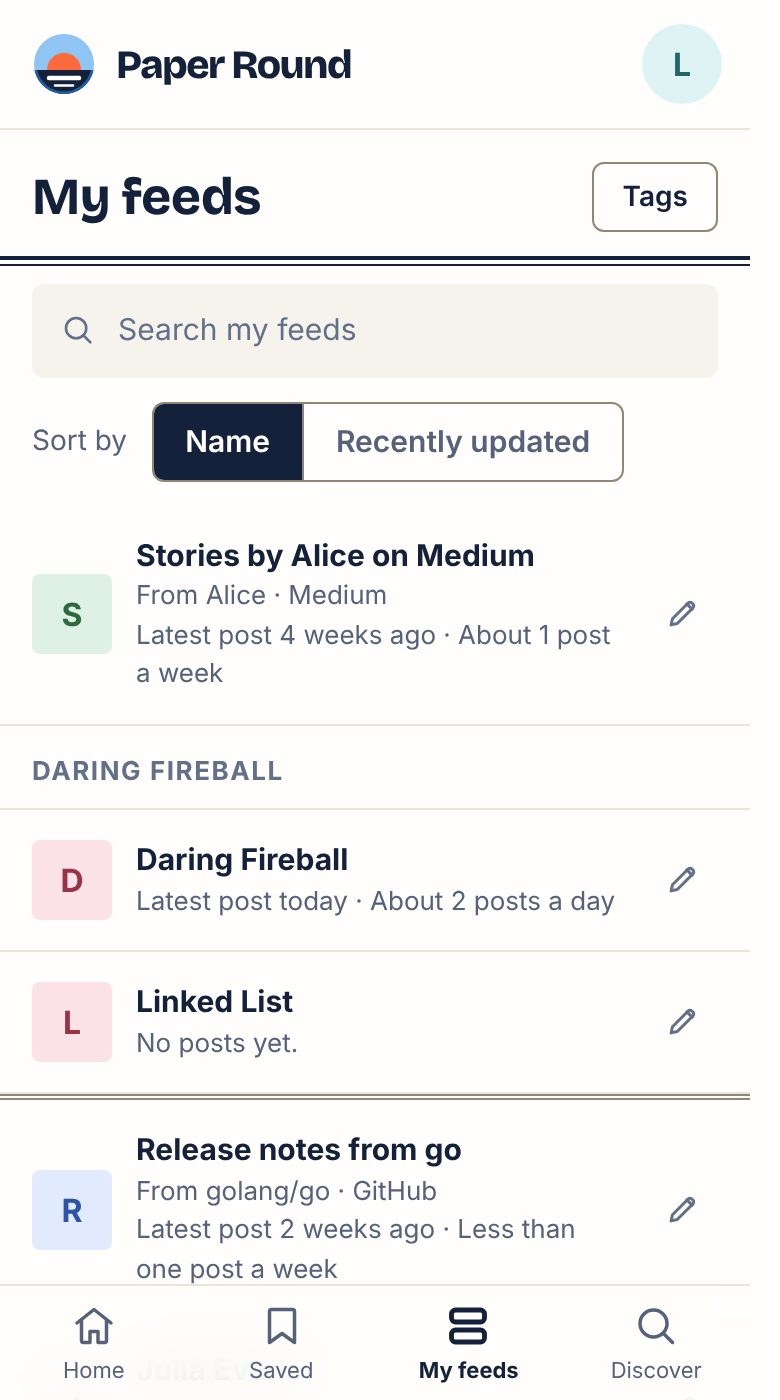 Paper Round
L
My feeds
Tags
Search my feeds
Sort by
Name
Recently updated
Stories by Alice on Medium
S
From Alice · Medium
Latest post 4 weeks ago · About 1 post
a week
DARING FIREBALL
D
Daring Fireball
Latest post today · About 2 posts a day
L
Linked List
No posts yet.
Release notes from go
R
From golang/go · GitHub
Latest post 2 weeks ago · Less than
one post a week
Home
Saved
My feeds
Discover